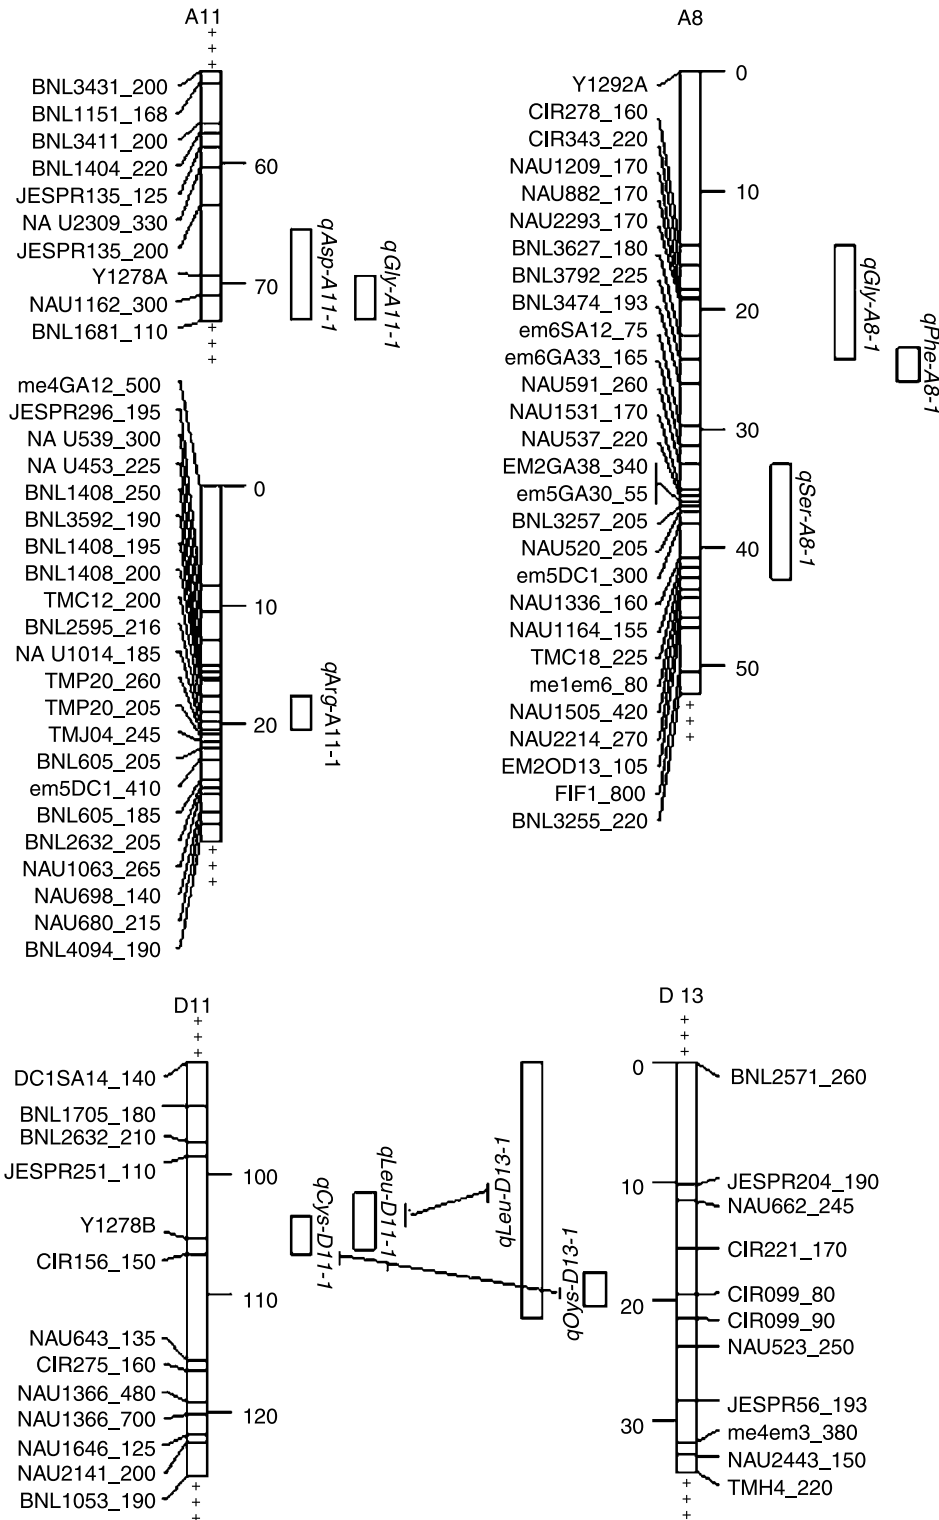 A11
+
+
+
BNL3431_200
BNL1151_168
BNL3411_200
BNL1404_220
JESPR135_125
NA U2309_330
JESPR135_200
Y1278A
NAU1162_300
BNL1681_110
60
70
+
+
+
qAsp-A11-1
qGly-A11-1
me4GA12_500
JESPR296_195
NA U539_300
NA U453_225
BNL1408_250
BNL3592_190
BNL1408_195
BNL1408_200
TMC12_200
BNL2595_216
NA U1014_185
TMP20_260
TMP20_205
TMJ04_245
BNL605_205
em5DC1_410
BNL605_185
BNL2632_205
NAU1063_265
NAU698_140
NAU680_215
BNL4094_190
0
10
20
+
+
+
qArg-A11-1
A8
Y1292A
CIR278_160
CIR343_220
NAU1209_170
NAU882_170
NAU2293_170
BNL3627_180
BNL3792_225
BNL3474_193
em6SA12_75
em6GA33_165
NAU591_260
NAU1531_170
NAU537_220
EM2GA38_340
em5GA30_55
BNL3257_205
NAU520_205
em5DC1_300
NAU1336_160
NAU1164_155
TMC18_225
me1em6_80
NAU1505_420
NAU2214_270
EM2OD13_105
FIF1_800
BNL3255_220
0
10
20
30
40
50
+
+
+
qGly-A8-1
qPhe-A8-1
qSer-A8-1
D11
+
+
+
DC1SA14_140
BNL1705_180
BNL2632_210
JESPR251_110
Y1278B
CIR156_150
NAU643_135
CIR275_160
NAU1366_480
NAU1366_700
NAU1646_125
NAU2141_200
BNL1053_190
100
110
120
+
+
+
qCys-D11-1
qLeu-D11-1
qLeu-D13-1
qOys-D13-1
D 13
+
+
+
0
10
20
30
BNL2571_260
JESPR204_190
NAU662_245
CIR221_170
CIR099_80
CIR099_90
NAU523_250
JESPR56_193
me4em3_380
NAU2443_150
TMH4_220
+
+
+